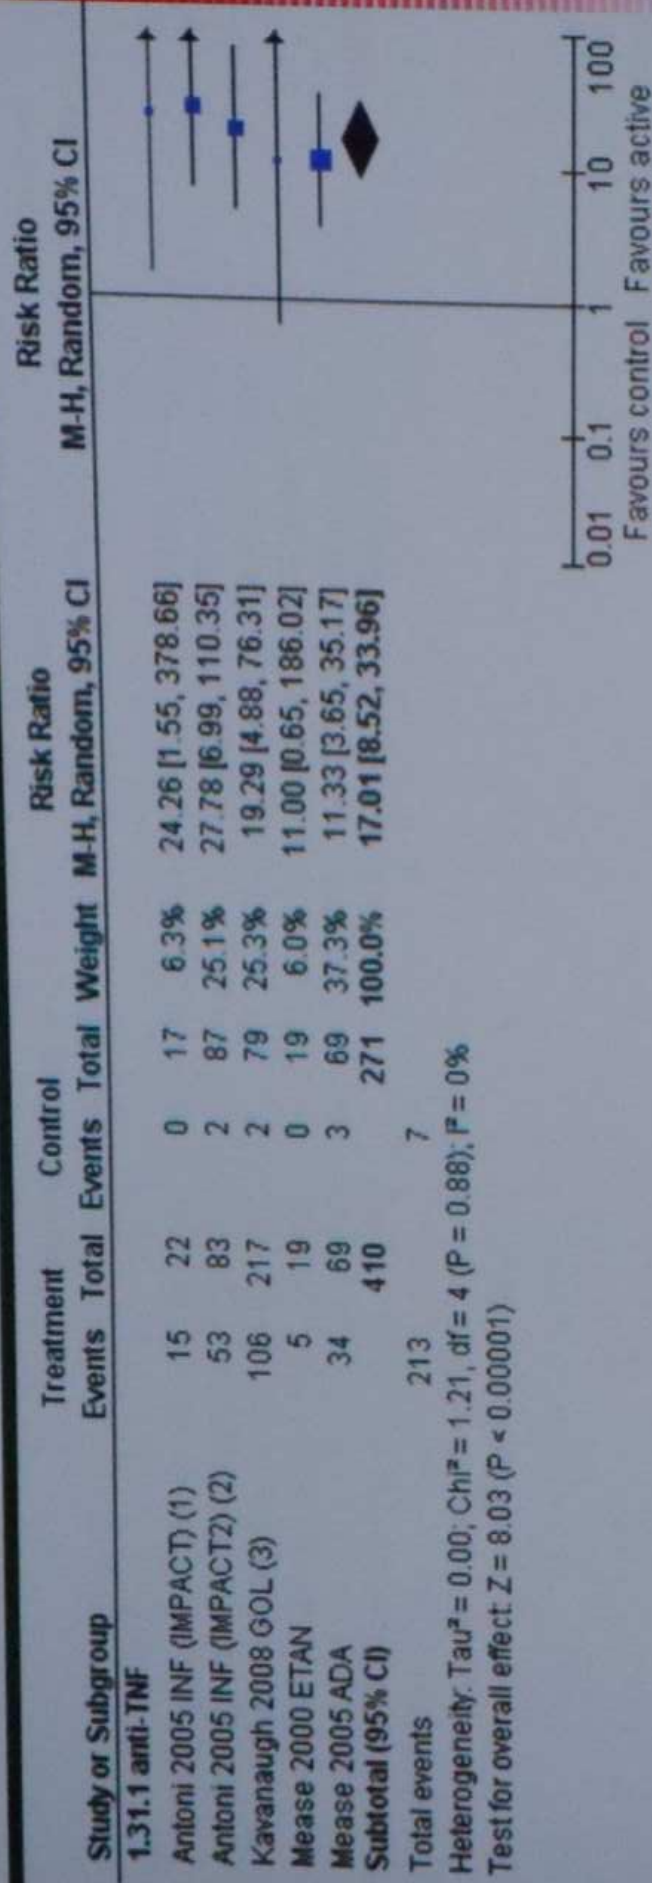 Treatment Control Risk Ratio Risk Ratio
Study or Subgroup Events Total Events Total Weight M-H, Random, 95% CI M-H, Random, 95% CI
1.31.1 anti-TNF
Antoni 2005 INF (IMPACT) (1) 15 22 0 17 6.3% 24.26 [1.55, 378.66]
Antoni 2005 INF (IMPACT2) (2) 53 83 2 87 25.1% 27.78 [6.99, 110.35]
Kavanaugh 2008 GOL (3) 106 217 2 79 25.3% 19.29 [4.88, 76.31]
Mease 2000 ETAN 5 19 0 19 6.0% 11.00 [0.65, 186.02]
Mease 2005 ADA 34 69 3 69 37.3% 11.33 [3.65, 35.17]
Subtotal (95% CI) 410 271 100.0% 17.01 [8.52, 33.96]
Total events 213 7
Heterogeneity: Tau² = 0.00; Chi² = 1.21, df = 4 (P = 0.88); I² = 0%
Test for overall effect: Z = 8.03 (P < 0.00001)
0.01 0.1 1 10 100
Favours control Favours active